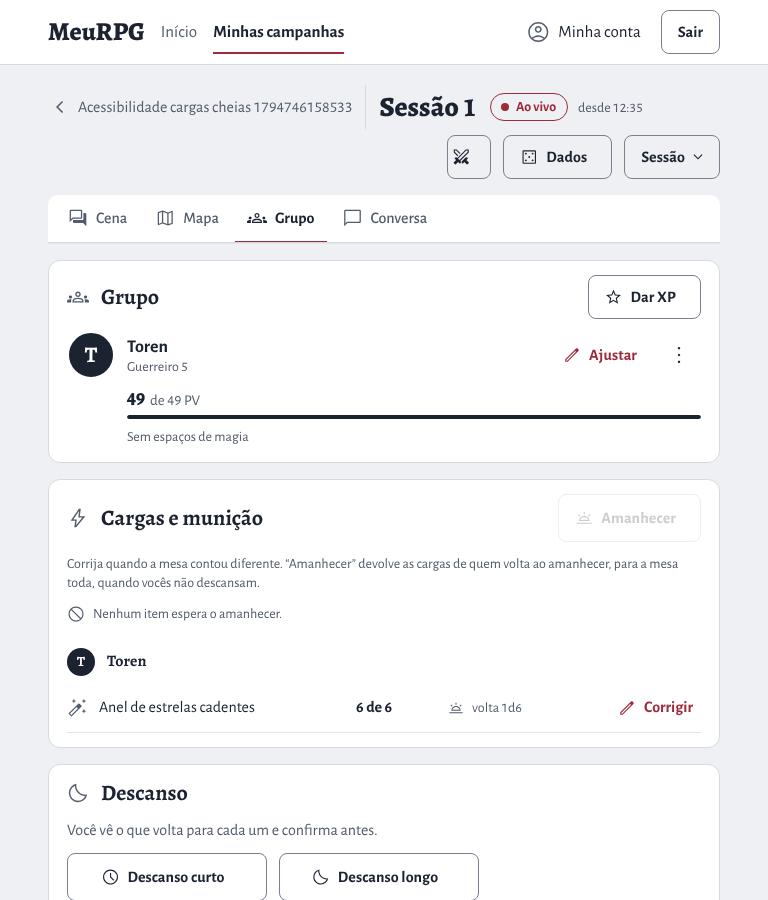 MeuRPG
Início
Minhas campanhas
Minha conta
Sair
Acessibilidade cargas cheias 1794746158533
Sessão 1
Ao vivo
desde 12:35
Dados
Sessão
Cena
Mapa
Grupo
Conversa
Grupo
Dar XP
T
Toren
Guerreiro 5
Ajustar
49 de 49 PV
Sem espaços de magia
Cargas e munição
Amanhecer
Corrija quando a mesa contou diferente. “Amanhecer” devolve as cargas de quem volta ao amanhecer, para a mesa
toda, quando vocês não descansam.
Nenhum item espera o amanhecer.
T
Toren
Anel de estrelas cadentes
6 de 6
volta 1d6
Corrigir
Descanso
Você vê o que volta para cada um e confirma antes.
Descanso curto
Descanso longo